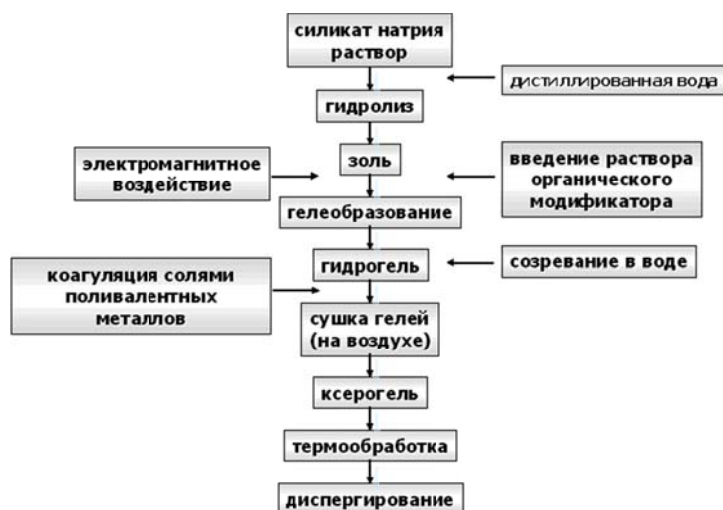 силикат натрия
раствор
дистиллированная вода
гидролиз
электромагнитное
воздействие
золь
введение раствора
органического
модификатора
гелеобразование
коагуляция солями
поливалентных
металлов
гидрогель
созревание в воде
сушка гелей
(на воздухе)
ксерогель
термообработка
диспергирование